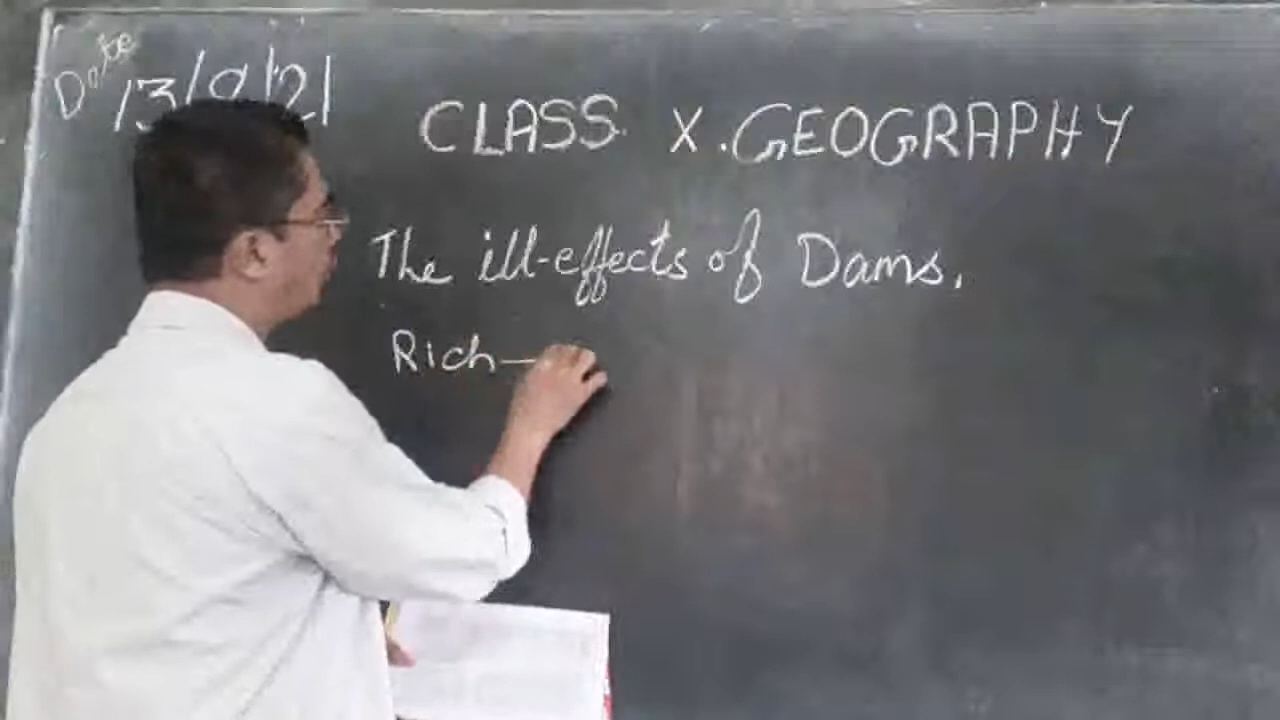 Date
13/9/21
CLASS X. GEOGRAPHY
The ill-effects of Dams.
Rich—